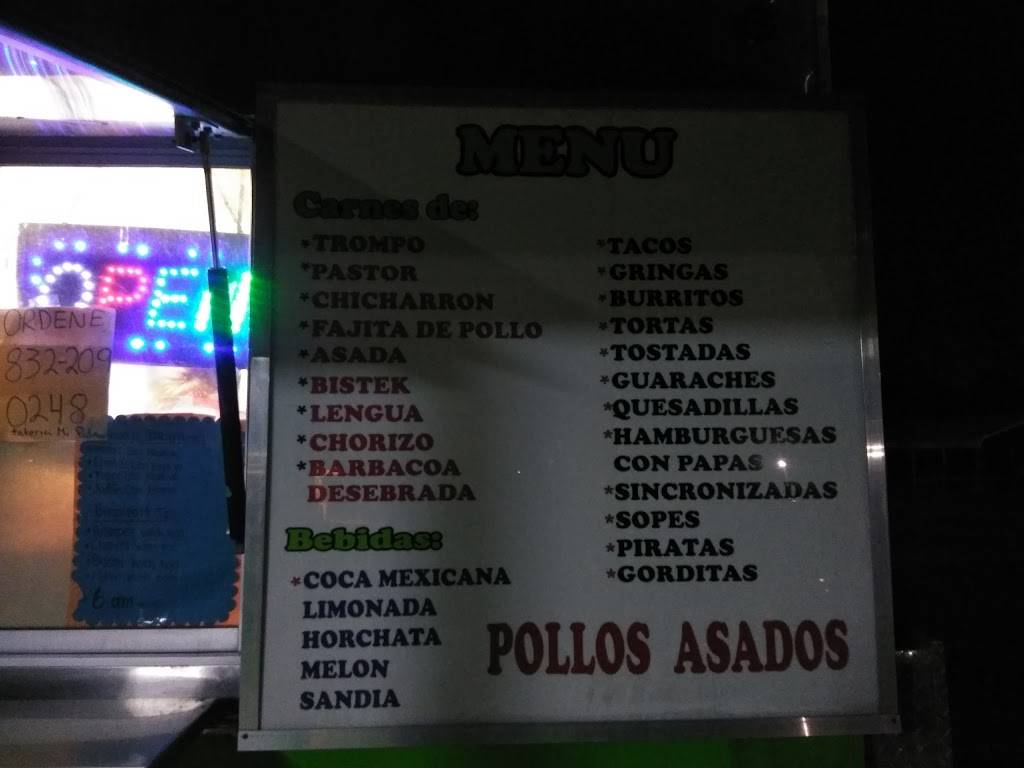 OPEN
ORDENE
832-209
0248
6 am
MENU
Carnes de:
*TROMPO
*PASTOR
*CHICHARRON
*FAJITA DE POLLO
*ASADA
*BISTEK
*LENGUA
*CHORIZO
*BARBACOA
DESEBRADA
Bebidas:
*COCA MEXICANA
LIMONADA
HORCHATA
MELON
SANDIA
*TACOS
*GRINGAS
*BURRITOS
*TORTAS
*TOSTADAS
*GUARACHES
*QUESADILLAS
*HAMBURGUESAS
CON PAPAS
*SINCRONIZADAS
*SOPES
*PIRATAS
*GORDITAS
POLLOS ASADOS